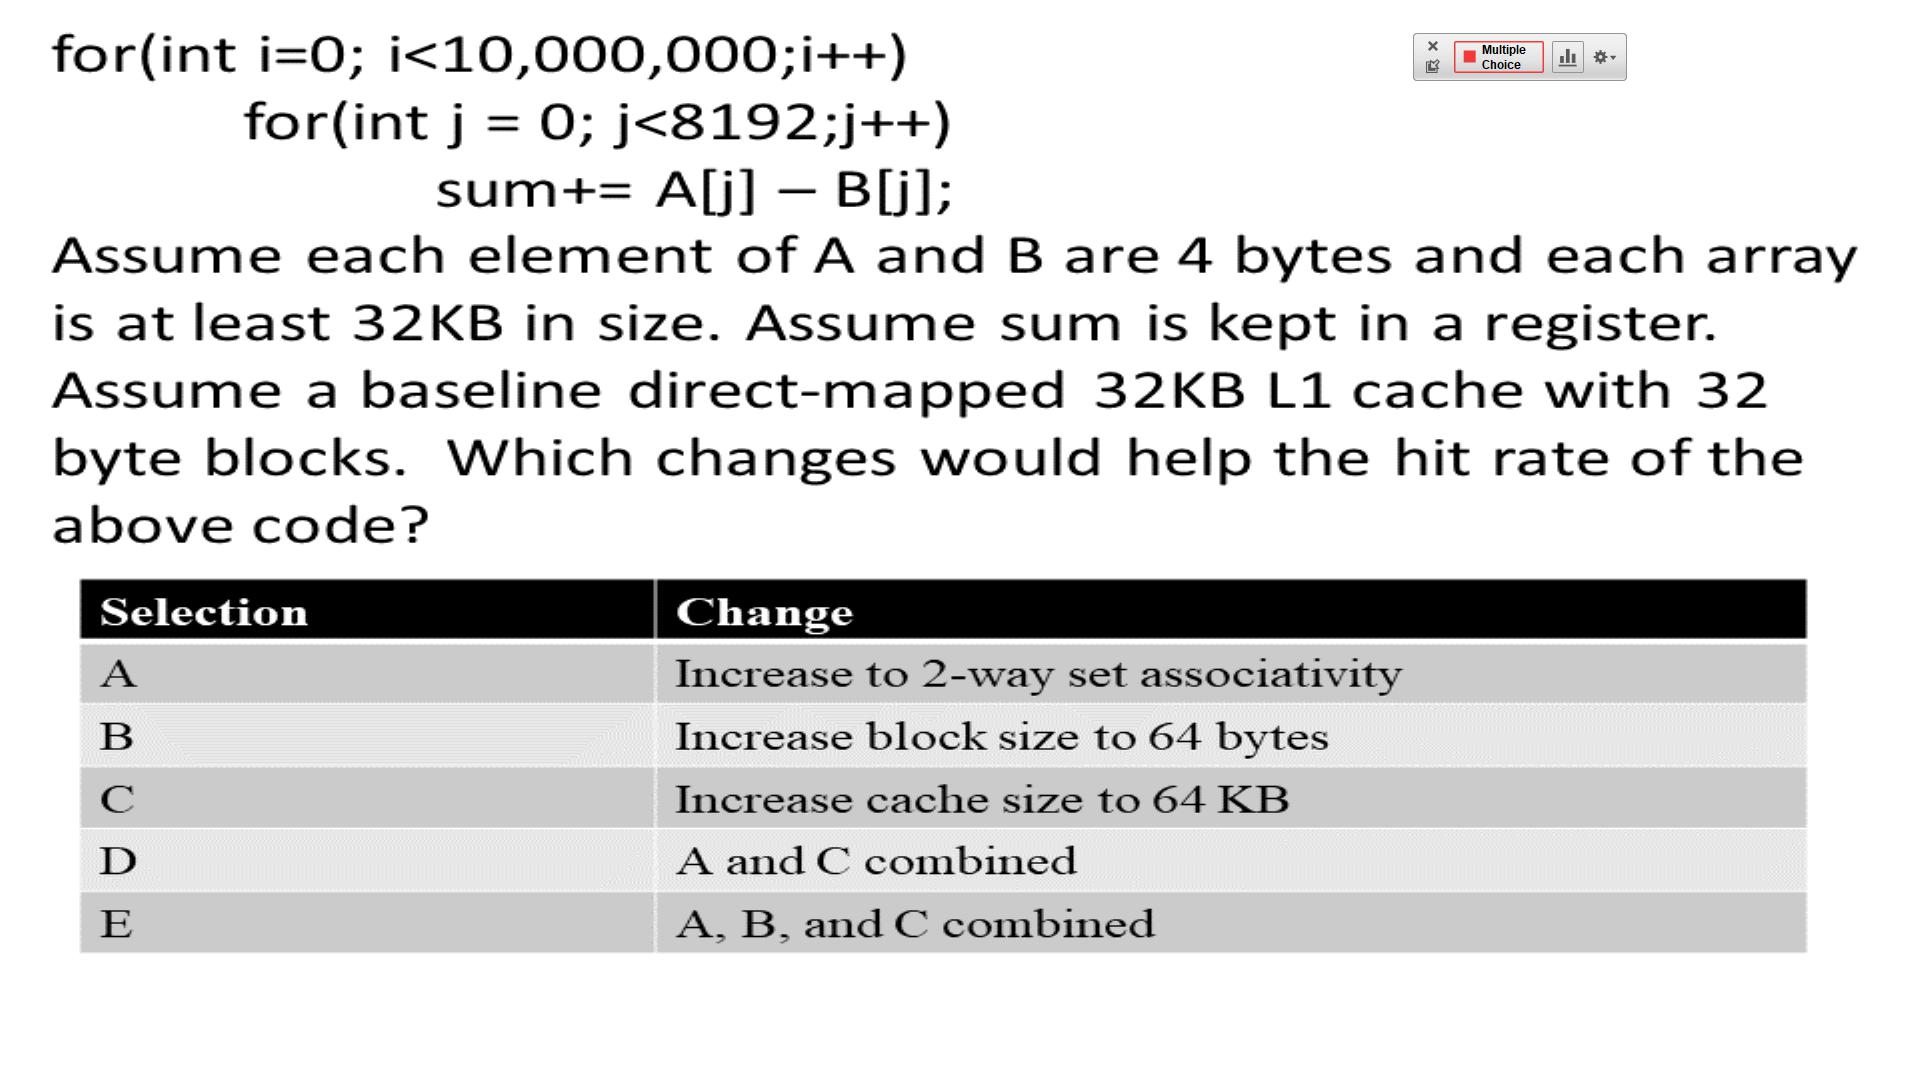 for(int i=0; i<10,000,000;i++)
Multiple
Choice
for(int j = 0; j<8192;j++)
sum+= A[j] – B[j];
Assume each element of A and B are 4 bytes and each array
is at least 32KB in size. Assume sum is kept in a register.
Assume a baseline direct-mapped 32KB L1 cache with 32
byte blocks. Which changes would help the hit rate of the
above code?
Selection Change
A Increase to 2-way set associativity
B Increase block size to 64 bytes
C Increase cache size to 64 KB
D A and C combined
E A, B, and C combined